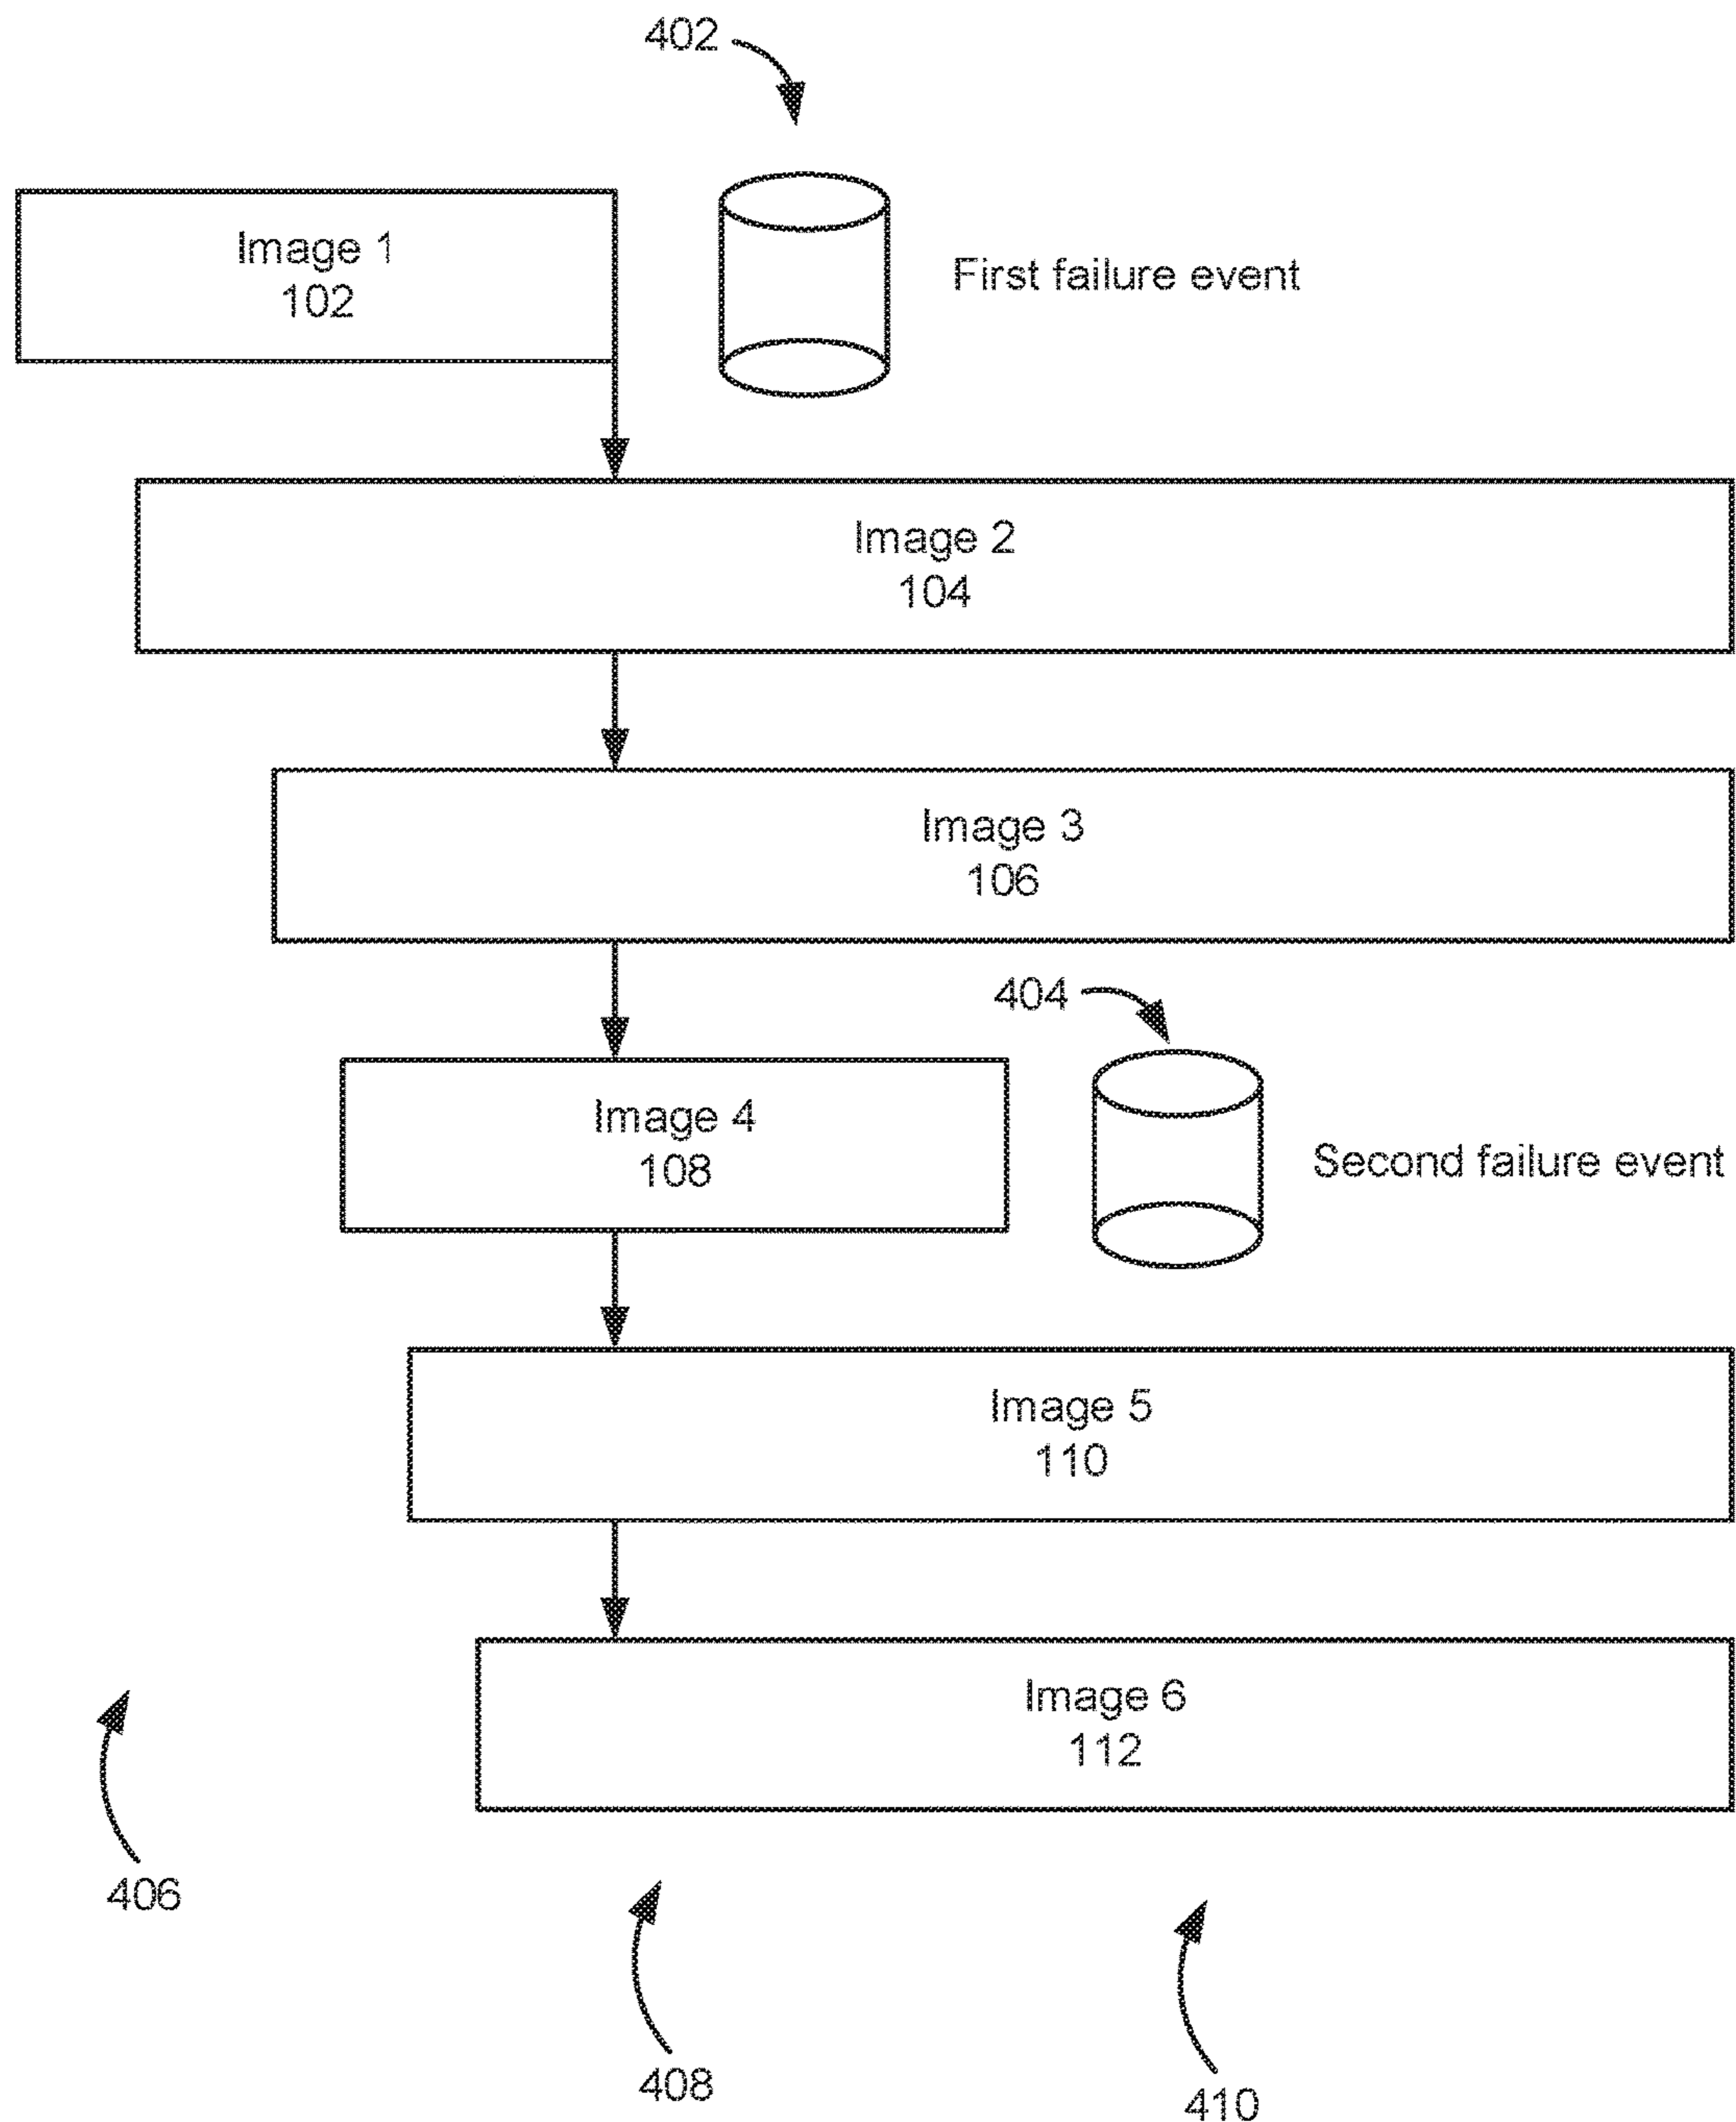 402
Image 1
102
First failure event
Image 2
104
Image 3
106
404
Image 4
108
Second failure event
Image 5
110
Image 6
112
406
408
410